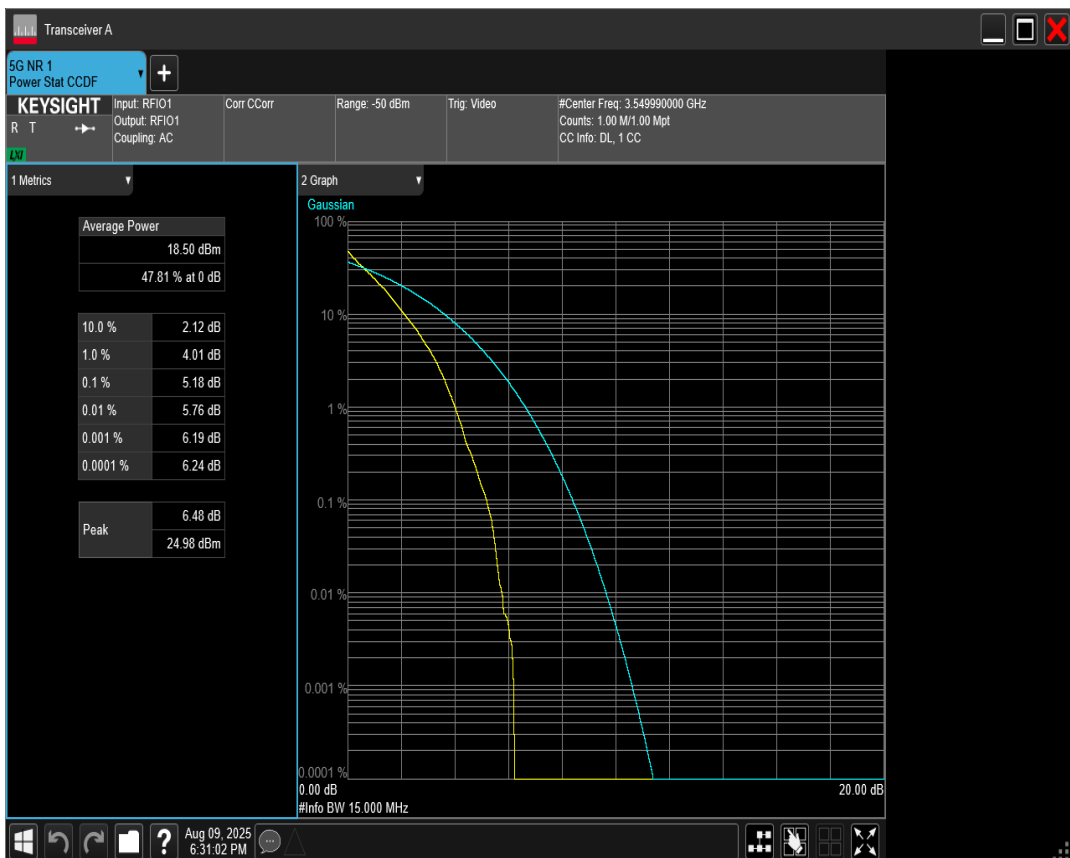 Transceiver A
5G NR 1
Power Stat CCDF
+
KEYSIGHT
R T
LXI
Input: RFIO1
Output: RFIO1
Coupling: AC
Corr CCorr
Range: -50 dBm
Trig: Video
#Center Freq: 3.549990000 GHz
Counts: 1.00 M/1.00 Mpt
CC Info: DL, 1 CC
1 Metrics
Average Power
18.50 dBm
47.81 % at 0 dB
10.0 % 2.12 dB
1.0 % 4.01 dB
0.1 % 5.18 dB
0.01 % 5.76 dB
0.001 % 6.19 dB
0.0001 % 6.24 dB
Peak
6.48 dB
24.98 dBm
2 Graph
Gaussian
100 %
10 %
1 %
0.1 %
0.01 %
0.001 %
0.0001 %
0.00 dB 20.00 dB
#Info BW 15.000 MHz
?
Aug 09, 2025
6:31:02 PM